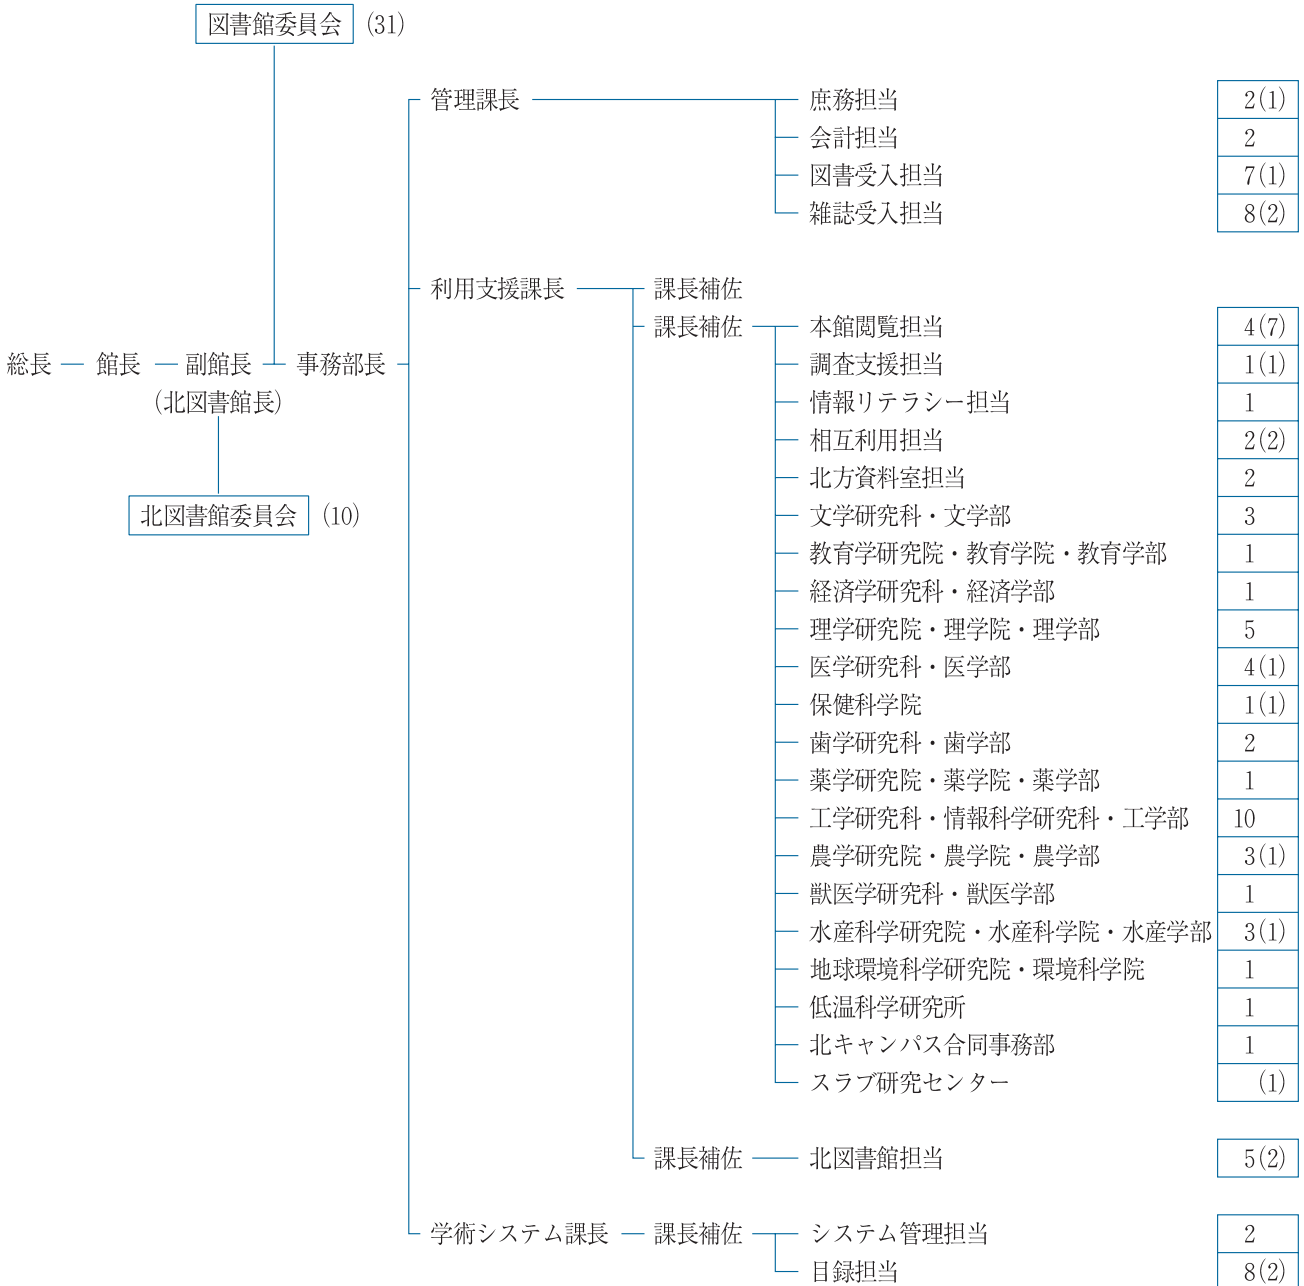 図書館委員会 (31)
管理課長 庶務担当 2(1)
会計担当 2
図書受入担当 7(1)
雑誌受入担当 8(2)
利用支援課長 課長補佐
課長補佐 本館閲覧担当 4(7)
総長 館長 副館長 事務部長 調査支援担当 1(1)
(北図書館長) 情報リテラシー担当 1
相互利用担当 2(2)
北方資料室担当 2
北図書館委員会 (10) 文学研究科・文学部 3
教育学研究院・教育学院・教育学部 1
経済学研究科・経済学部 1
理学研究院・理学院・理学部 5
医学研究科・医学部 4(1)
保健科学院 1(1)
歯学研究科・歯学部 2
薬学研究院・薬学院・薬学部 1
工学研究科・情報科学研究科・工学部 10
農学研究院・農学院・農学部 3(1)
獣医学研究科・獣医学部 1
水産科学研究院・水産科学院・水産学部 3(1)
地球環境科学研究院・環境科学院 1
低温科学研究所 1
北キャンパス合同事務部 1
スラブ研究センター (1)
課長補佐 北図書館担当 5(2)
学術システム課長 課長補佐 システム管理担当 2
目録担当 8(2)